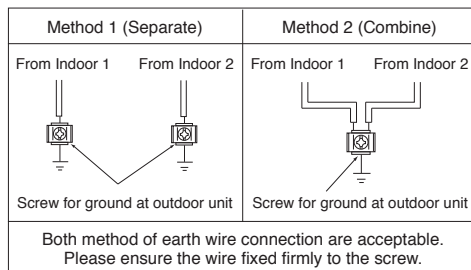 Method 1 (Separate)
Method 2 (Combine)
From Indoor 1
From Indoor 2
From Indoor 1
From Indoor 2
Screw for ground at outdoor unit
Screw for ground at outdoor unit
Both method of earth wire connection are acceptable.
Please ensure the wire fixed firmly to the screw.